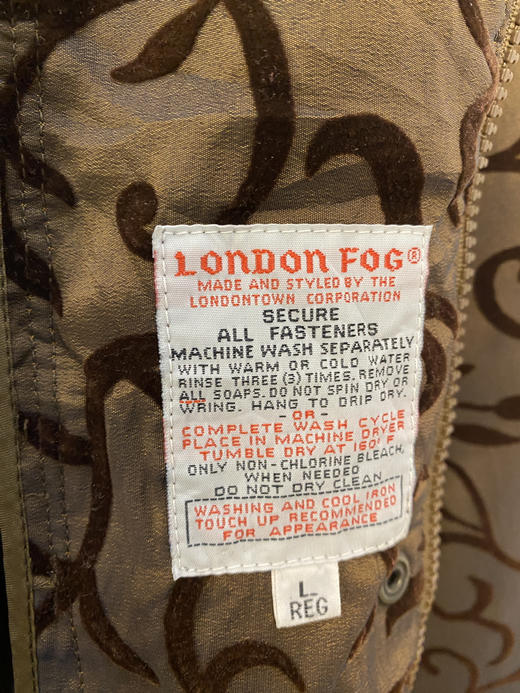 LONDON FOG®
MADE AND STYLED BY THE
LONDONTOWN CORPORATION
SECURE
ALL FASTENERS
MACHINE WASH SEPARATELY
WITH WARM OR COLD WATER
RINSE THREE (3) TIMES. REMOVE
ALL SOAPS. DO NOT SPIN DRY OR
WRING. HANG TO DRIP DRY.
- OR -
COMPLETE WASH CYCLE
PLACE IN MACHINE DRYER
TUMBLE DRY AT 160° F
ONLY NON-CHLORINE BLEACH,
WHEN NEEDED
DO NOT DRY CLEAN
WASHING AND COOL IRON
TOUCH UP RECOMMENDED
FOR APPEARANCE
L
REG